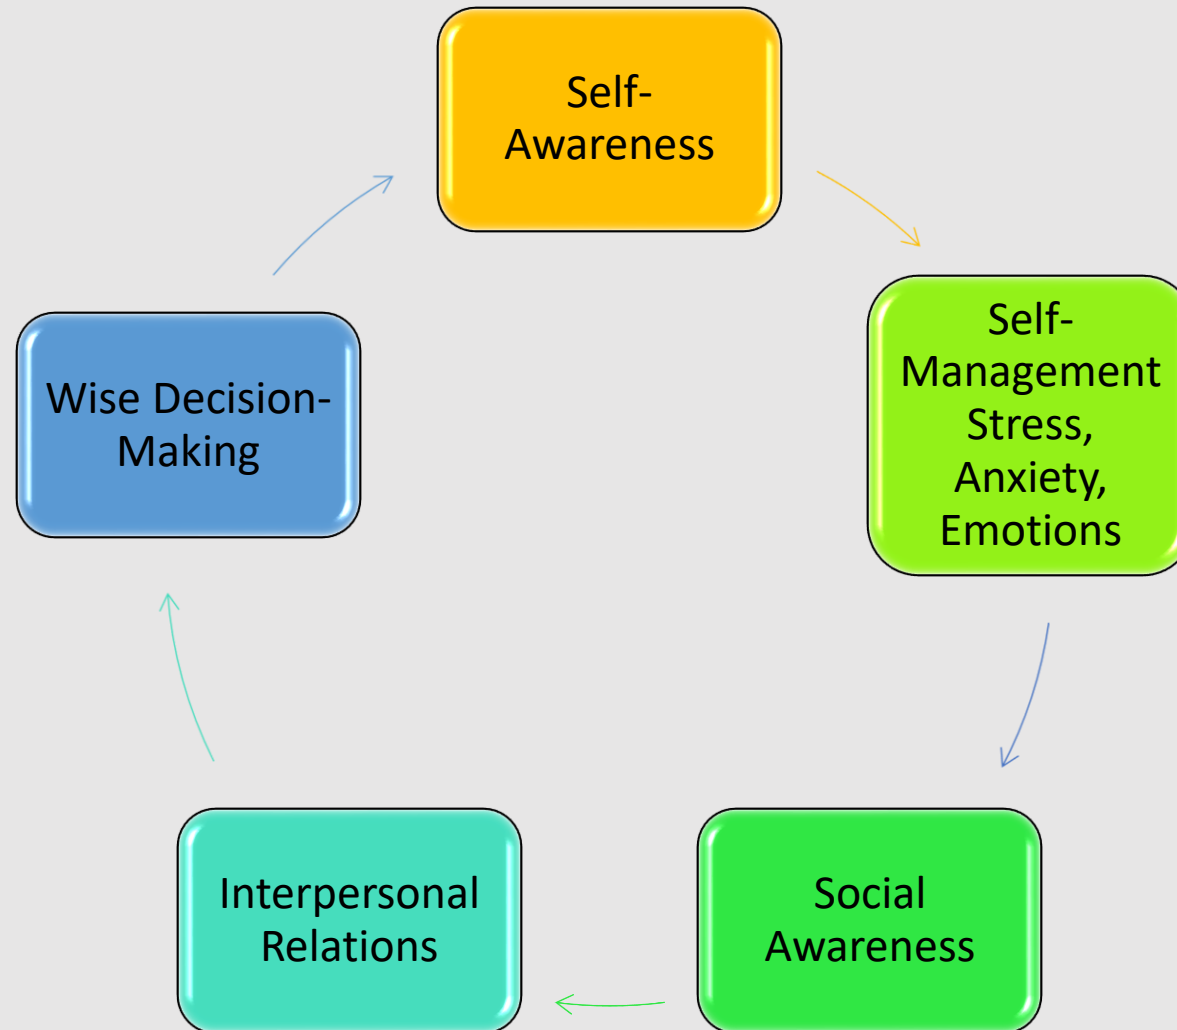 Self-
Awareness
Self-
Management
Stress,
Anxiety,
Emotions
Social
Awareness
Interpersonal
Relations
Wise Decision-
Making